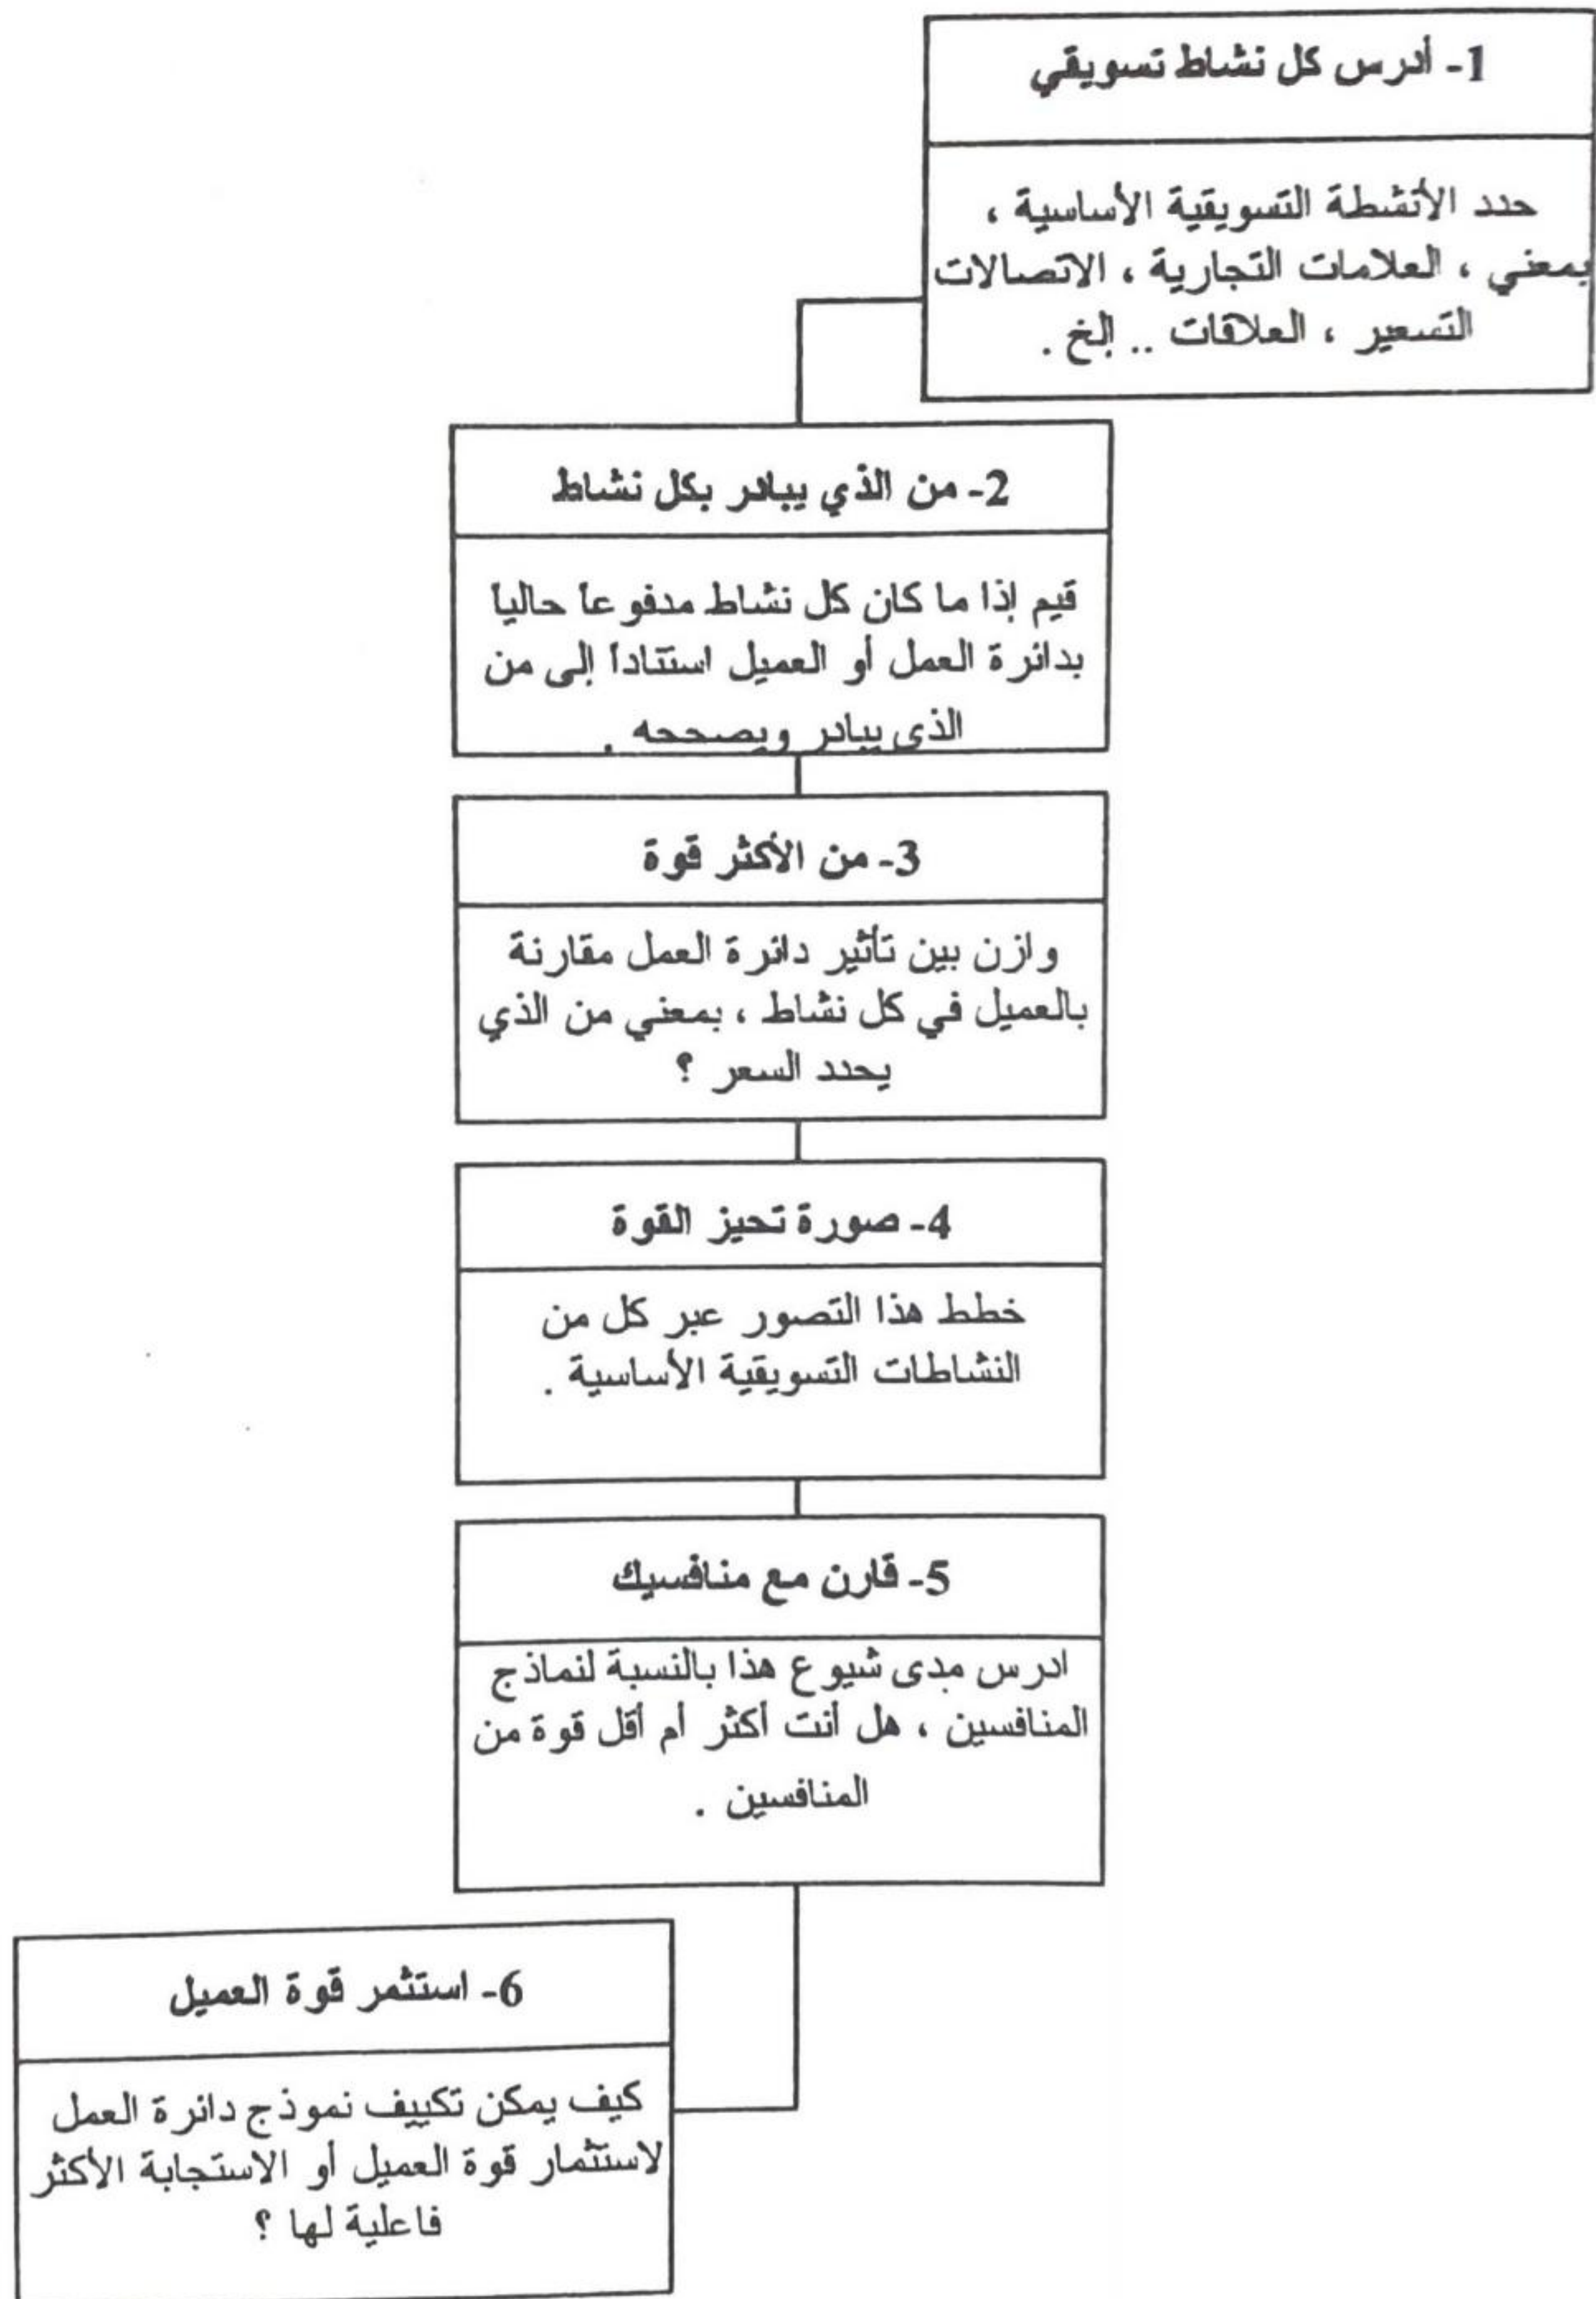 1- أدرس كل نشاط تسويقي
حدد الأنشطة التسويقية الأساسية ،
بمعني ، العلامات التجارية ، الاتصالات
التسعير ، العلاقات .. إلخ .
2- من الذي يبادر بكل نشاط
قيم إذا ما كان كل نشاط مدفوعاً حالياً
بدائرة العمل أو العميل استناداً إلى من
الذي يبادر ويصححه .
3- من الأكثر قوة
وازن بين تأثير دائرة العمل مقارنة
بالعميل في كل نشاط ، بمعني من الذي
يحدد السعر ؟
4- صورة تحيز القوة
خطط هذا التصور عبر كل من
النشاطات التسويقية الأساسية .
5- قارن مع منافسيك
ادرس مدى شيوع هذا بالنسبة لنماذج
المنافسين ، هل أنت أكثر أم أقل قوة من
المنافسين .
6- استثمر قوة العميل
كيف يمكن تكييف نموذج دائرة العمل
لاستثمار قوة العميل أو الاستجابة الأكثر
فاعلية لها ؟